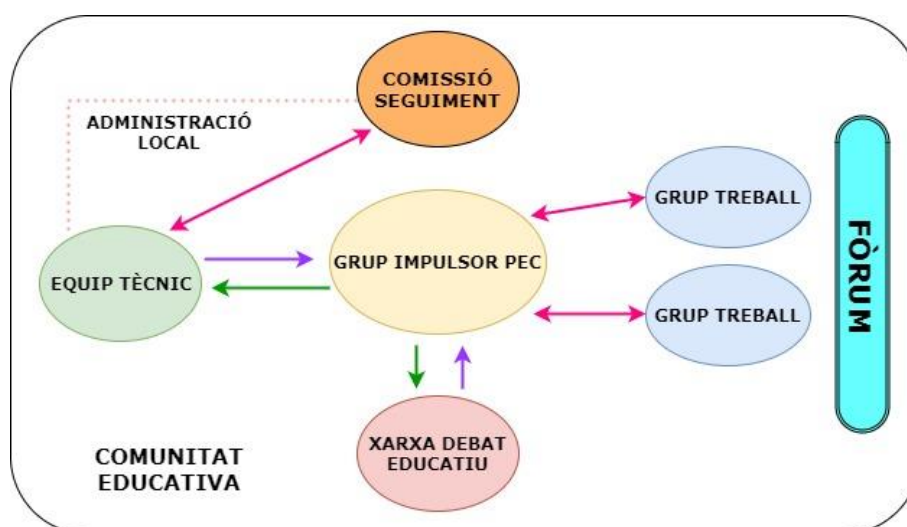 COMISSIÓ
SEGUIMENT
ADMINISTRACIÓ
LOCAL
GRUP TREBALL
EQUIP TÈCNIC
GRUP IMPULSOR PEC
GRUP TREBALL
FÒRUM
XARXA DEBAT
EDUCATIU
COMUNITAT
EDUCATIVA